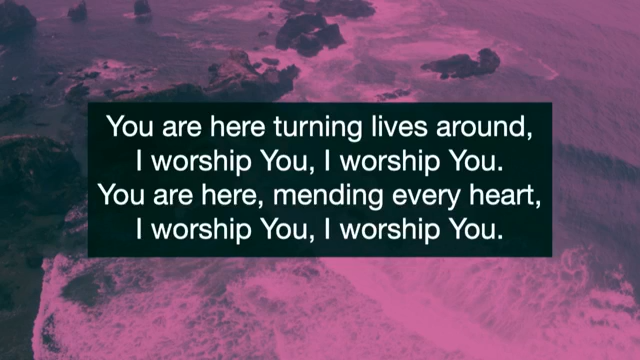 You are here turning lives around,
I worship You, I worship You.
You are here, mending every heart,
I worship You, I worship You.